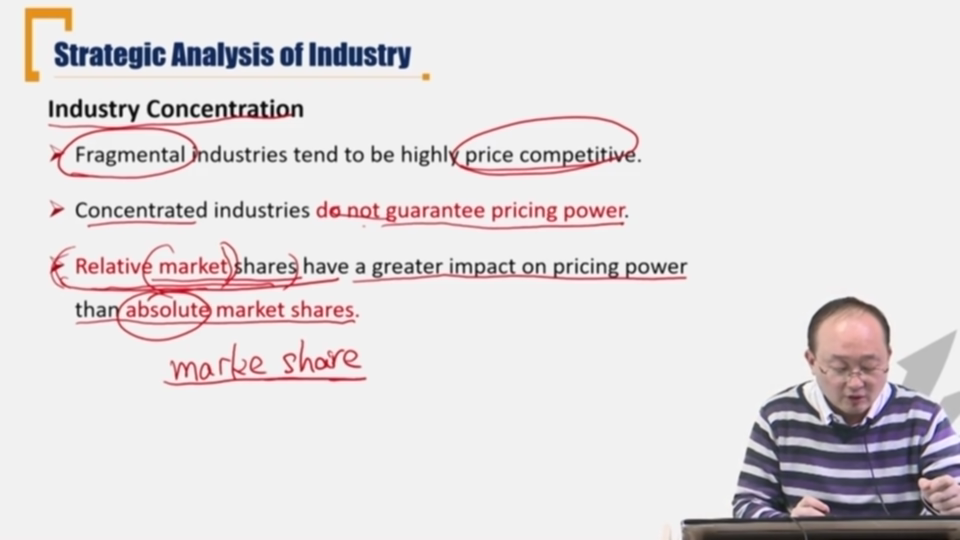 Strategic Analysis of Industry
Industry Concentration
Fragmental industries tend to be highly price competitive.
Concentrated industries do not guarantee pricing power.
Relative market shares have a greater impact on pricing power
than absolute market shares.
marke share